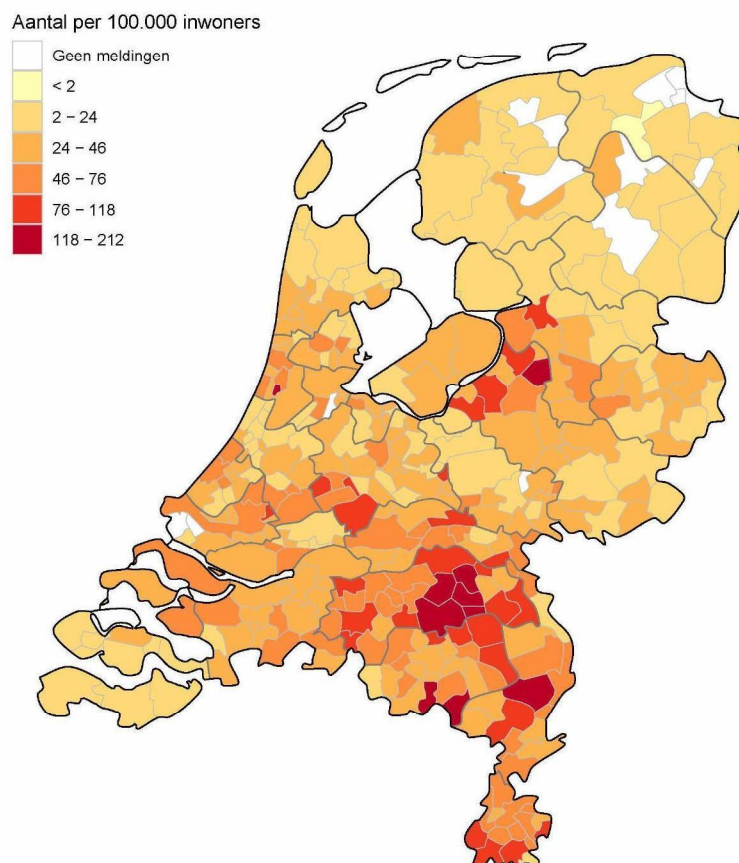 Aantal per 100.000 inwoners
Geen meldingen
< 2
2 – 24
24 – 46
46 – 76
76 – 118
118 – 212